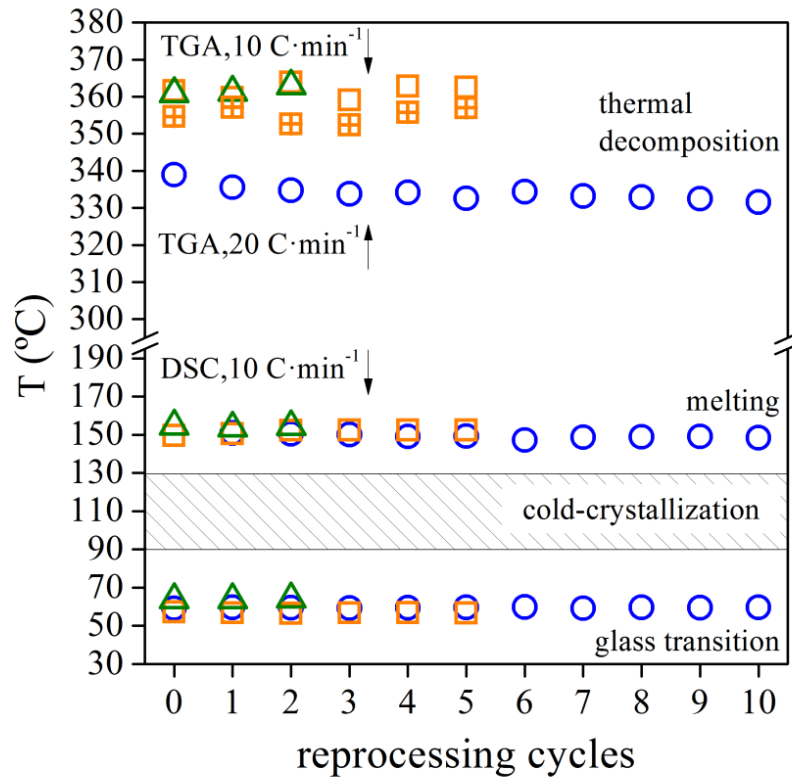 380
370
360
350
340
330
320
310
300
190
170
150
130
110
90
70
50
30
T (ºC)
TGA,10 C·min⁻¹
thermal
decomposition
TGA,20 C·min⁻¹
DSC,10 C·min⁻¹
melting
cold-crystallization
glass transition
0 1 2 3 4 5 6 7 8 9 10
reprocessing cycles